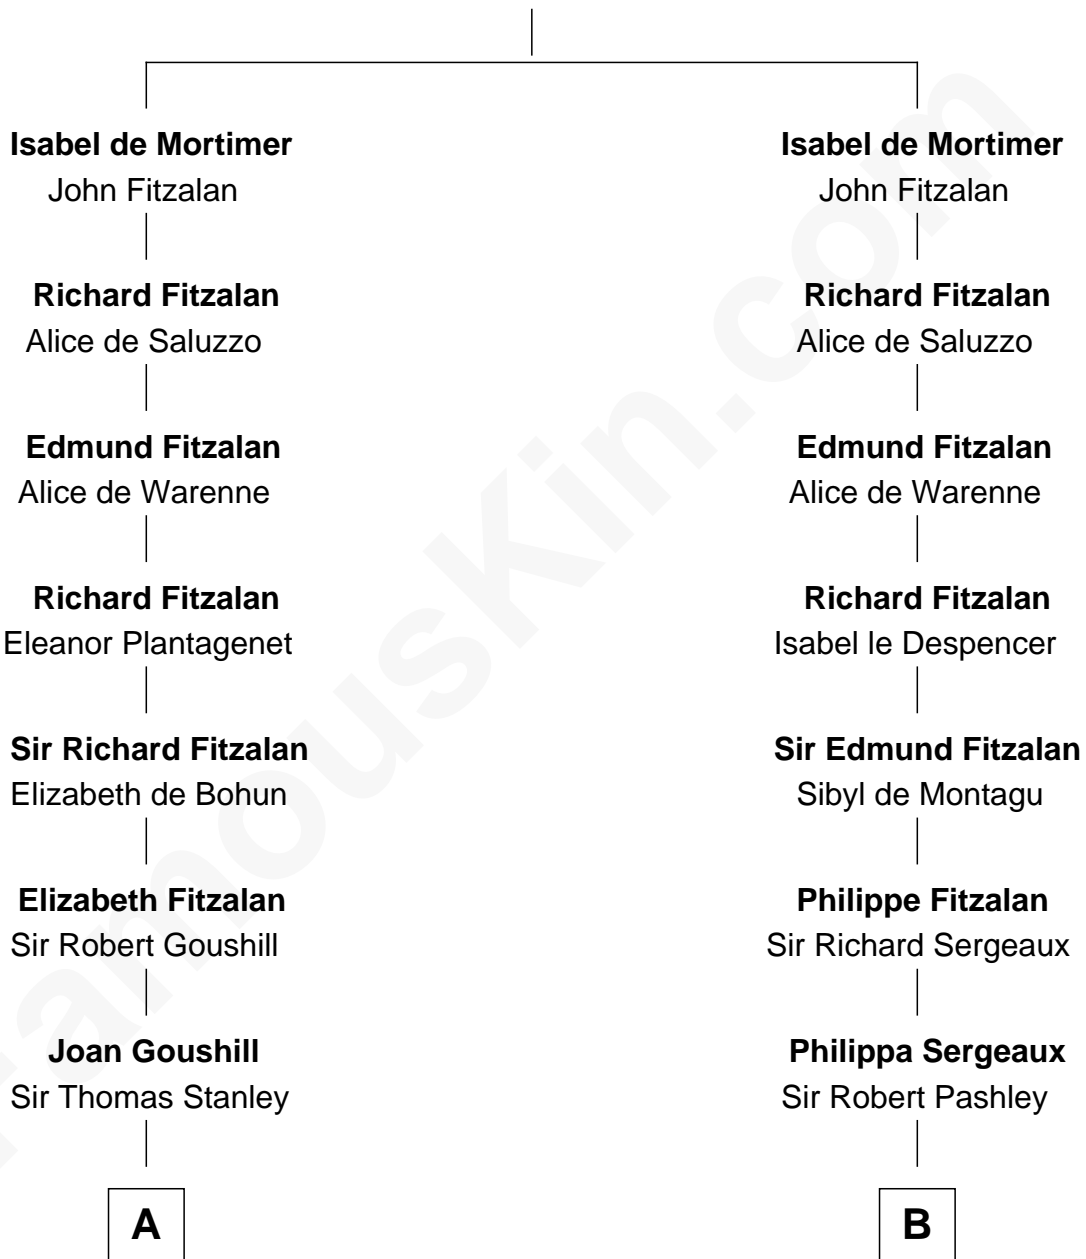 Isabel de Mortimer
John Fitzalan
Richard Fitzalan
Alice de Saluzzo
Edmund Fitzalan
Alice de Warenne
Richard Fitzalan
Eleanor Plantagenet
Sir Richard Fitzalan
Elizabeth de Bohun
Elizabeth Fitzalan
Sir Robert Goushill
Joan Goushill
Sir Thomas Stanley
A
Isabel de Mortimer
John Fitzalan
Richard Fitzalan
Alice de Saluzzo
Edmund Fitzalan
Alice de Warenne
Richard Fitzalan
Isabel le Despencer
Sir Edmund Fitzalan
Sibyl de Montagu
Philippe Fitzalan
Sir Richard Sergeaux
Philippa Sergeaux
Sir Robert Pashley
B
FamousKin.com